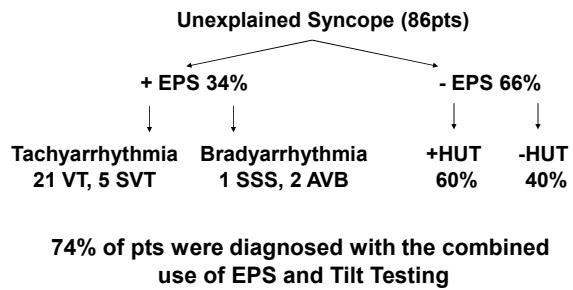 Unexplained Syncope (86pts)
+ EPS 34%
- EPS 66%
Tachyarrhythmia
21 VT, 5 SVT
Bradyarrhythmia
1 SSS, 2 AVB
+HUT
60%
-HUT
40%
74% of pts were diagnosed with the combined
use of EPS and Tilt Testing